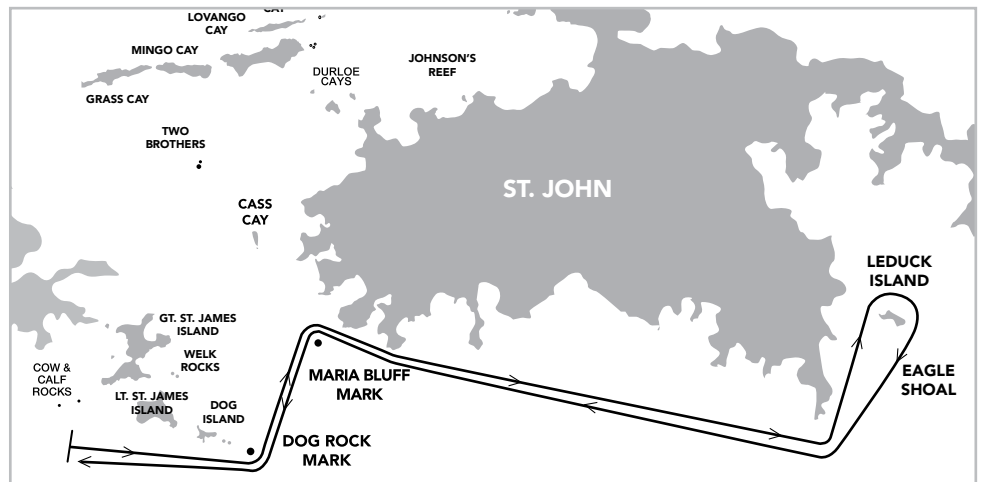 CAY
LOVANGO
CAY
MINGO CAY
GRASS CAY
DURLOE
CAYS
JOHNSON'S
REEF
TWO
BROTHERS
CASS
CAY
ST. JOHN
LEDUCK
ISLAND
GT. ST. JAMES
ISLAND
WELK
ROCKS
COW &
CALF
ROCKS
LT. ST. JAMES
ISLAND
DOG
ISLAND
MARIA BLUFF
MARK
EAGLE
SHOAL
DOG ROCK
MARK